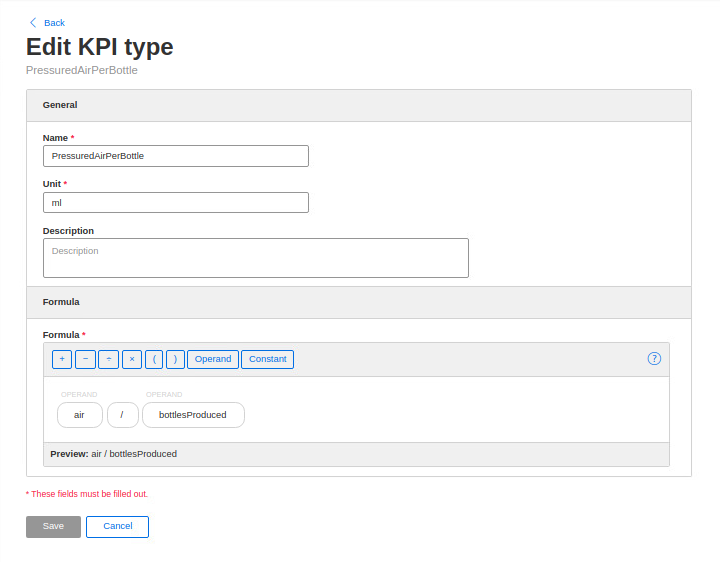 Back
Edit KPI type
PressuredAirPerBottle
General
Name *
PressuredAirPerBottle
Unit *
ml
Description
Description
Formula
Formula *
+ − ÷ × ( ) Operand Constant ?
OPERAND OPERAND
air / bottlesProduced
Preview: air / bottlesProduced
* These fields must be filled out.
Save Cancel